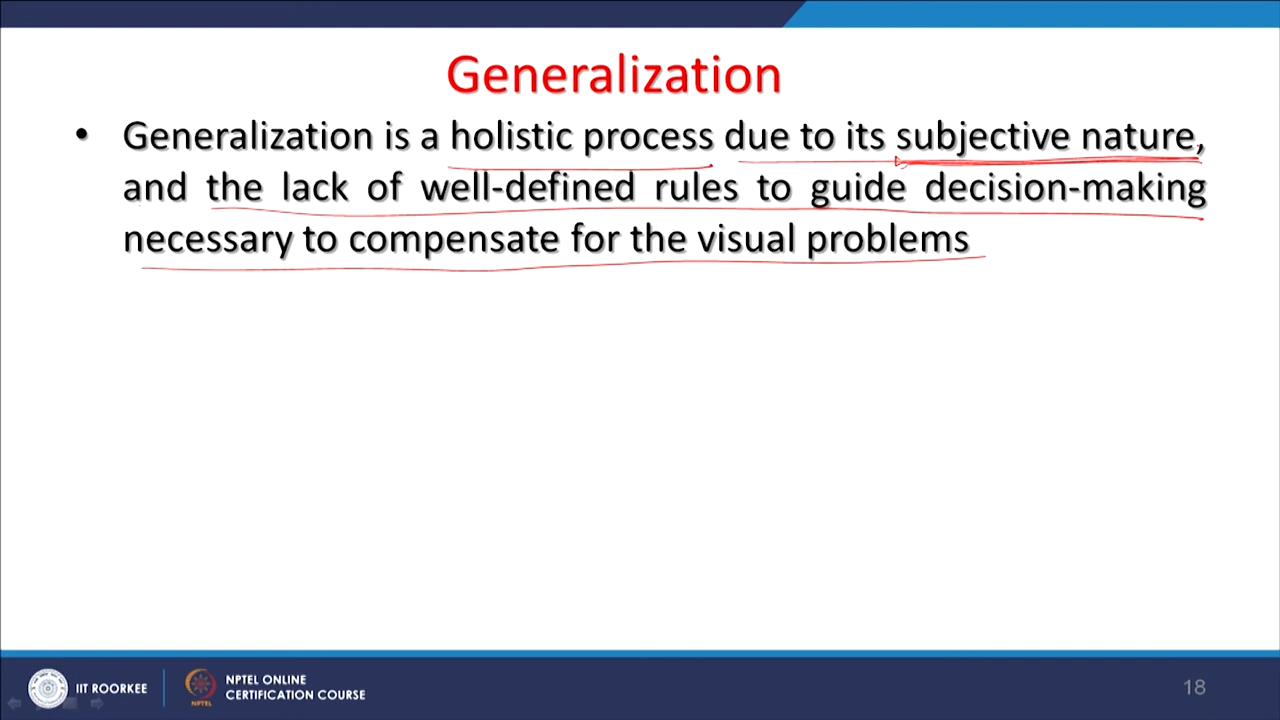 Generalization
• Generalization is a holistic process due to its subjective nature,
and the lack of well-defined rules to guide decision-making
necessary to compensate for the visual problems
IIT ROORKEE
NPTEL
NPTEL ONLINE
CERTIFICATION COURSE
18